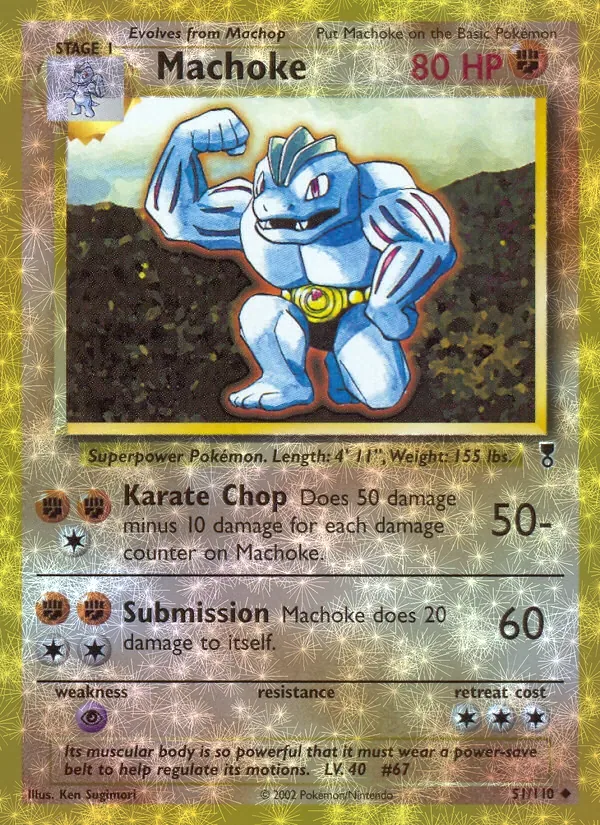 Evolves from Machop Put Machoke on the Basic Pokémon
STAGE 1
Machoke 80 HP
Superpower Pokémon. Length: 4' 11", Weight: 155 lbs.
Karate Chop Does 50 damage
minus 10 damage for each damage
counter on Machoke.
50-
Submission Machoke does 20
damage to itself.
60
weakness resistance retreat cost
Its muscular body is so powerful that it must wear a power-save
belt to help regulate its motions. LV. 40 #67
Illus. Ken Sugimori © 2002 Pokémon/Nintendo 51/110